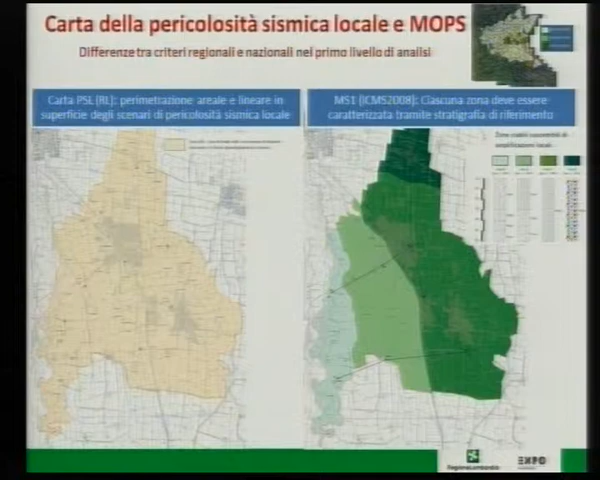 Carta della pericolosità sismica locale e MOPS
Differenze tra criteri regionali e nazionali nel primo livello di analisi
Carta PSL (RL): perimetrazione areale e lineare in
superficie degli scenari di pericolosità sismica locale
MS1 (ICMS2008): Ciascuna zona deve essere
caratterizzata tramite stratigrafia di riferimento
Zone stabili suscettibili di
amplificazioni locali
RegioneLombardia
EXPO